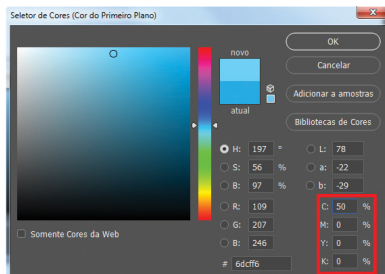 Seletor de Cores (Cor do Primeiro Plano)
novo
atual
OK
Cancelar
Adicionar a amostras
Bibliotecas de Cores
H: 197 ° L: 78
S: 56 % a: -22
B: 97 % b: -29
R: 109 C: 50 %
G: 207 M: 0 %
B: 246 Y: 0 %
# 6dcff6 K: 0 %
Somente Cores da Web